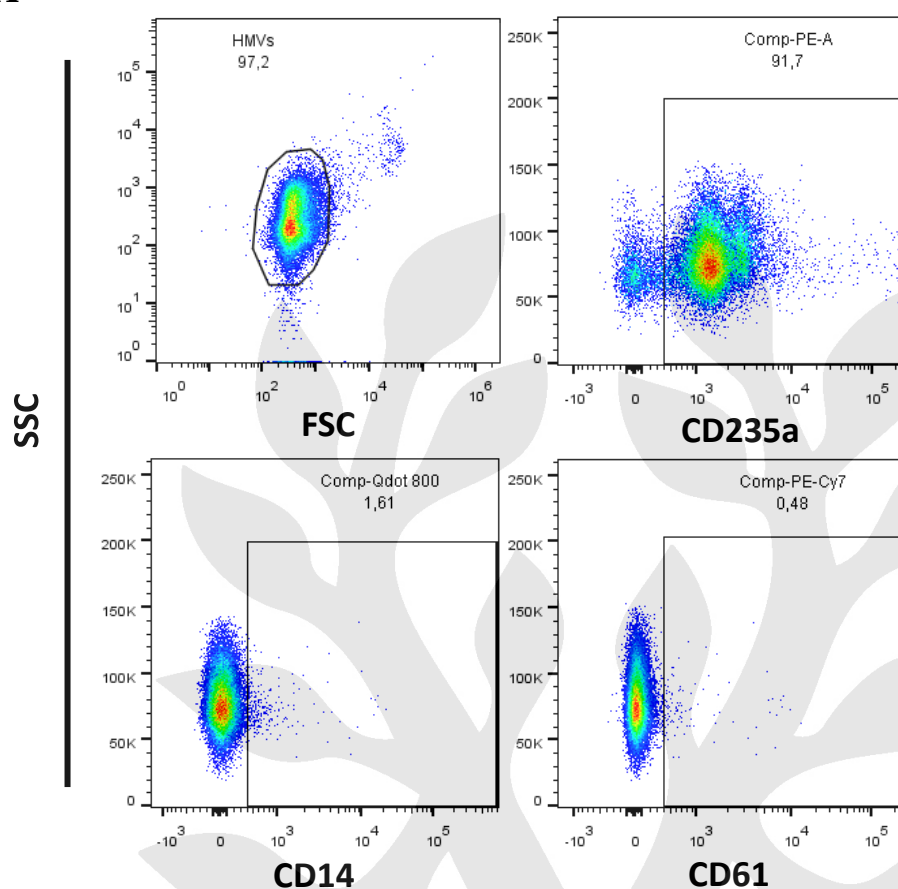 HMVs
97,2
10^5
10^4
10^3
10^2
10^1
10^0
10^0
10^2
10^4
10^6
FSC
Comp-PE-A
91,7
250K
200K
150K
100K
50K
0
-10^3
0
10^3
10^4
10^5
CD235a
SSC
Comp-Qdot 800
1,61
250K
200K
150K
100K
50K
0
-10^3
0
10^3
10^4
10^5
CD14
Comp-PE-Cy7
0,48
250K
200K
150K
100K
50K
0
-10^3
0
10^3
10^4
10^5
CD61